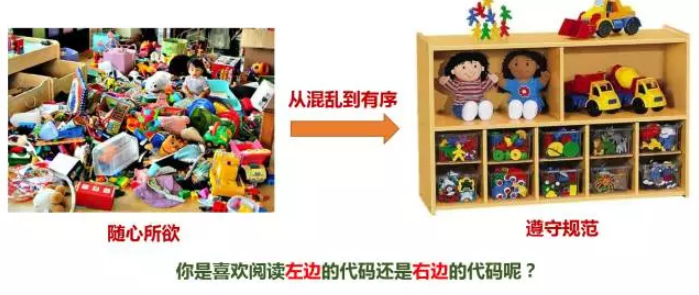 从混乱到有序
随心所欲
遵守规范
你是喜欢阅读左边的代码还是右边的代码呢？